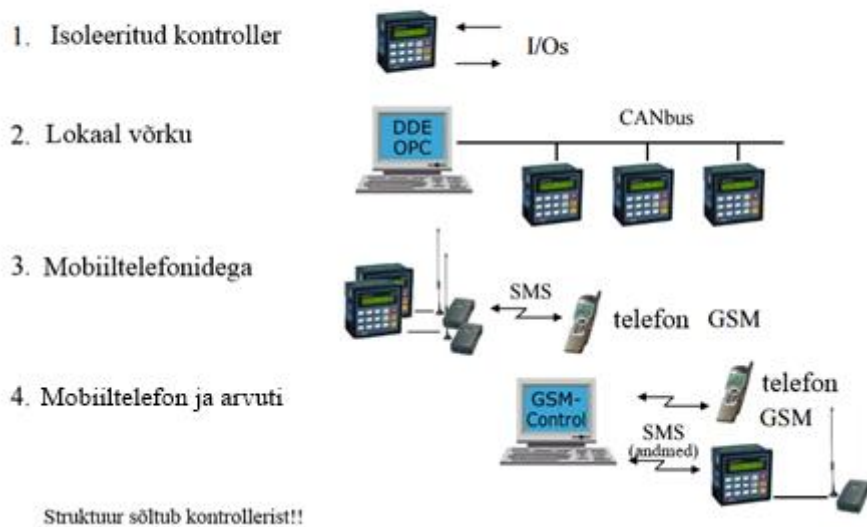 1. Isoleeritud kontroller
I/Os
2. Lokaal võrku
DDE
OPC
CANbus
3. Mobiiltelefonidega
SMS
telefon GSM
4. Mobiiltelefon ja arvuti
GSM-
Control
telefon
GSM
SMS
(andmed)
Struktuur sõltub kontrollerist!!